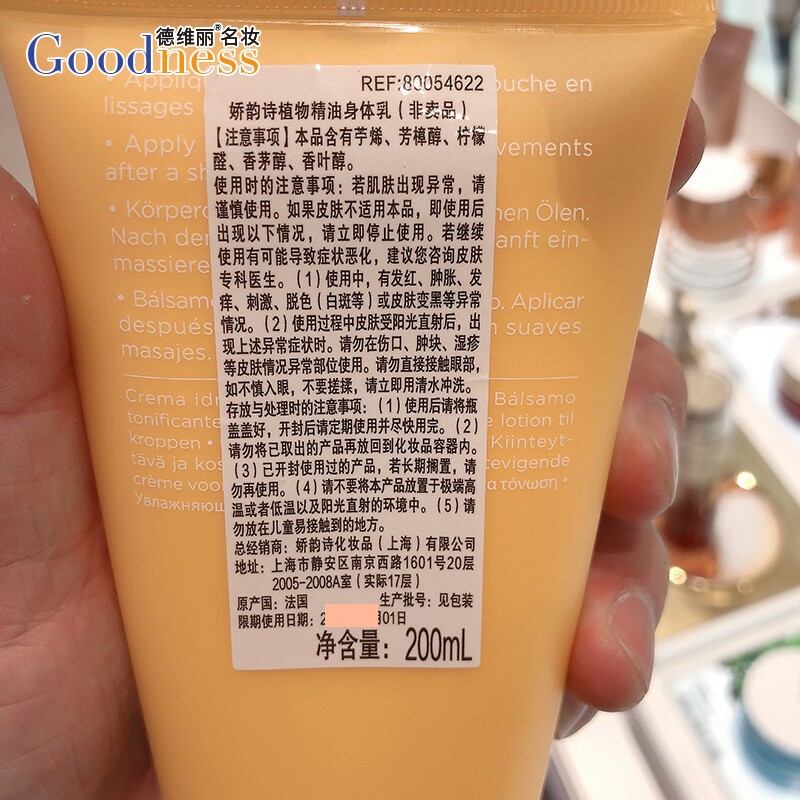 德维丽®名妆
Goodness
REF:80054622
娇韵诗植物精油身体乳（非卖品）
【注意事项】本品含有苧烯、芳樟醇、柠檬
醛、香茅醇、香叶醇。
使用时的注意事项：若肌肤出现异常，请
谨慎使用。如果皮肤不适用本品，即使用后
出现以下情况，请立即停止使用。若继续
使用有可能导致症状恶化，建议您咨询皮肤
专科医生。（1）使用中，有发红、肿胀、发
痒、刺激、脱色（白斑等）或皮肤变黑等异常
情况。（2）使用过程中皮肤受阳光直射后，出
现上述异常症状时。请勿在伤口、肿块、湿疹
等皮肤情况异常部位使用。请勿直接接触眼部，
如不慎入眼，不要搓揉，请立即用清水冲洗。
存放与处理时的注意事项：（1）使用后请将瓶
盖盖好，开封后请定期使用并尽快用完。（2）
请勿将已取出的产品再放回到化妆品容器内。
（3）已开封使用过的产品，若长期搁置，请
勿再使用。（4）请不要将本产品放置于极端高
温或者低温以及阳光直射的环境中。（5）请
勿放在儿童易接触到的地方。
总经销商：娇韵诗化妆品（上海）有限公司
地址：上海市静安区南京西路1601号20层
2005-2008A室（实际17层）
原产国：法国 生产批号：见包装
限期使用日期：2 月01日
净含量：200mL
• ouche en
lissages
• Apply vements
after a
• nen Ölen.
Nach anft ein-
massiere
• Bálsamo o. Aplicar
después n suaves
masajes.
Crema Bálsamo
tonificante e lotion til
kroppen • Kiinteyt-
tävä ja tevigende
crème voor α τόνωση •